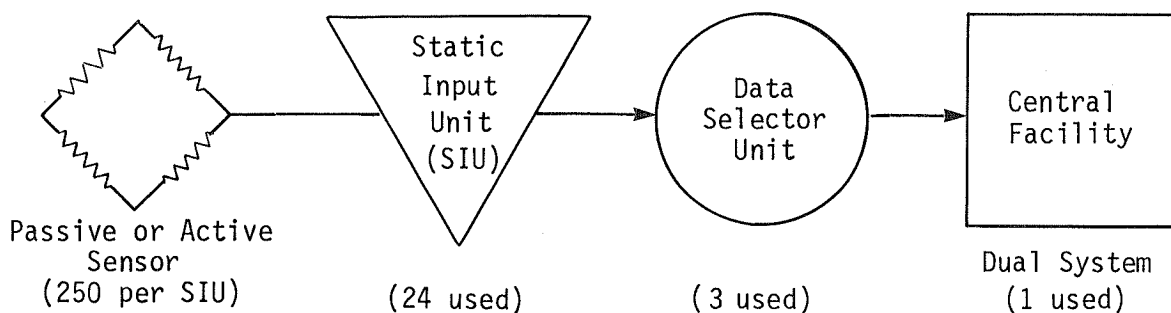 Static
Input
Unit
(SIU)
Data
Selector
Unit
Central
Facility
Passive or Active
Sensor
(250 per SIU)
(24 used)
(3 used)
Dual System
(1 used)